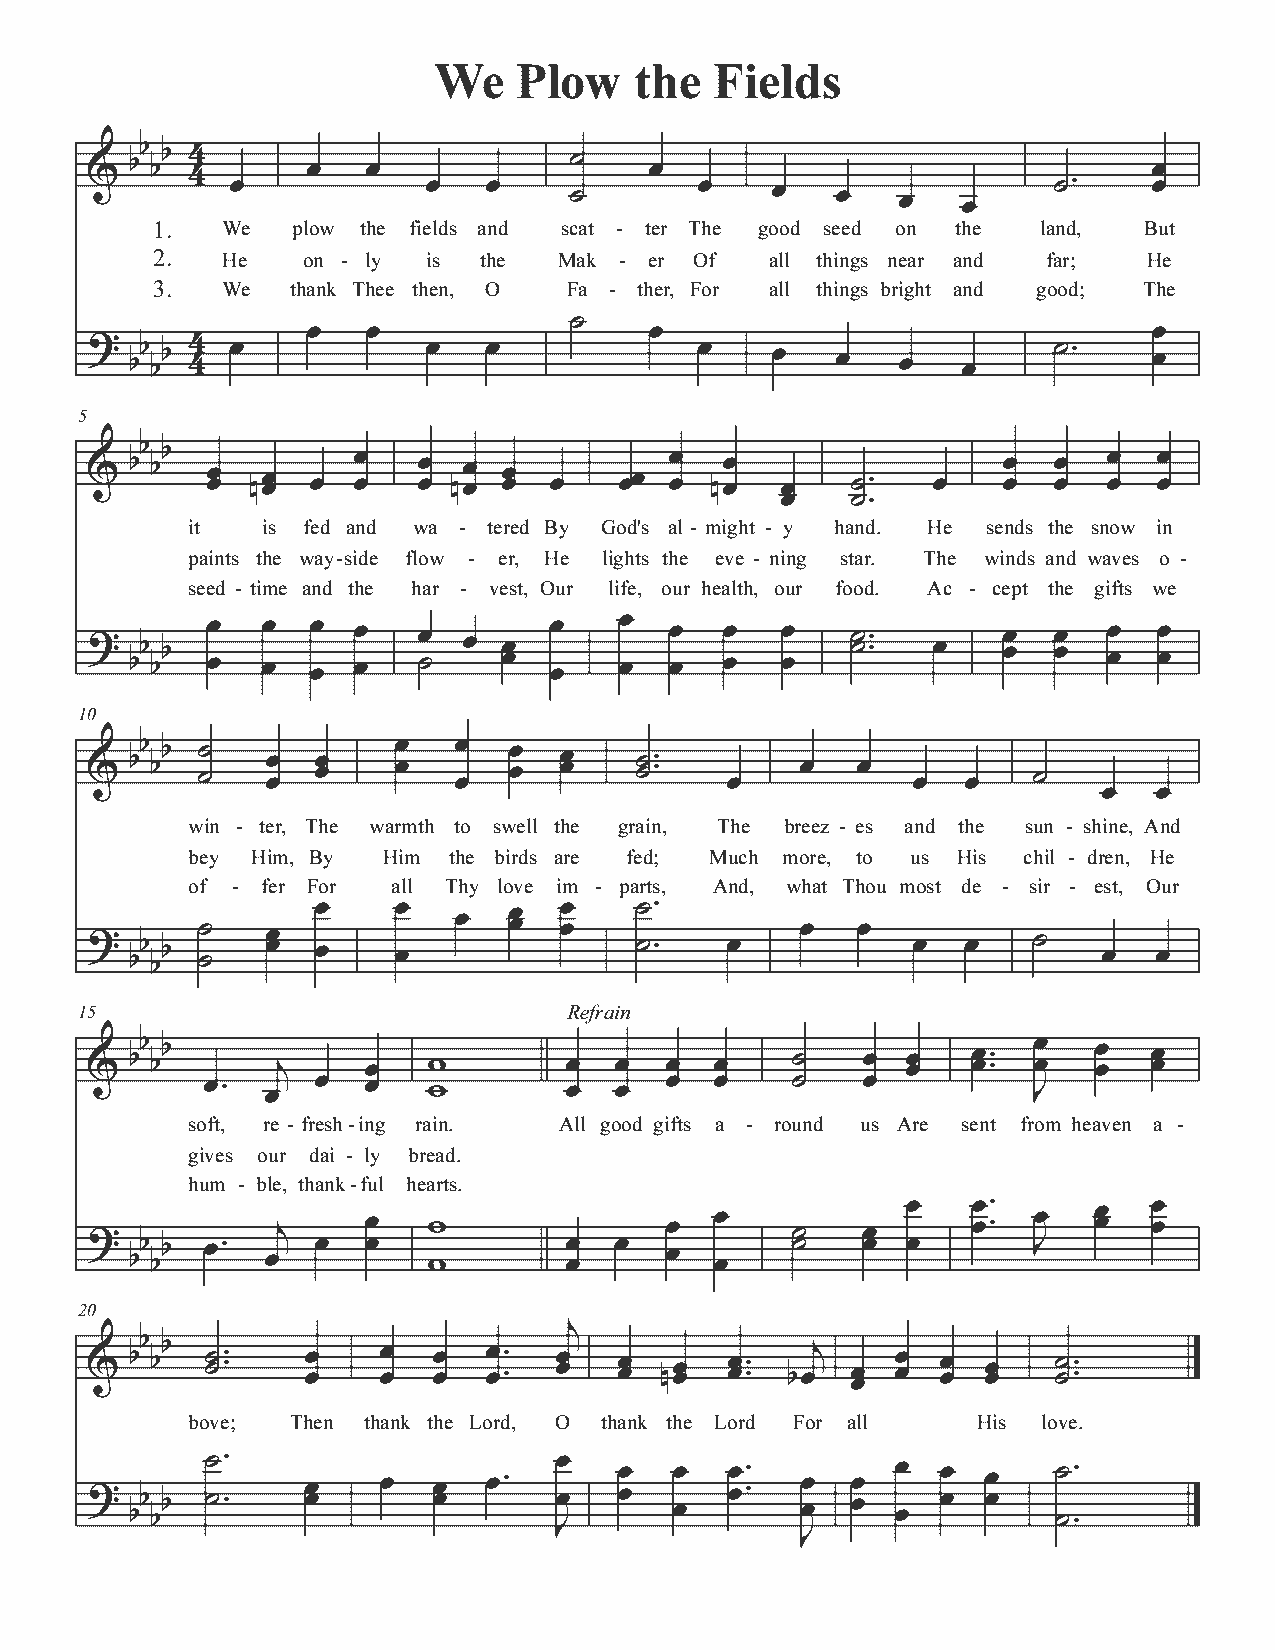 We Plow the Fields
1. We plow the fields and scat - ter The good seed on the land, But
2. He on - ly is the Mak - er Of all things near and far; He
3. We thank Thee then, O Fa - ther, For all things bright and good; The
5
it is fed and wa - tered By God's al - might - y hand. He sends the snow in
paints the way - side flow - er, He lights the eve - ning star. The winds and waves o -
seed - time and the har - vest, Our life, our health, our food. Ac - cept the gifts we
10
win - ter, The warmth to swell the grain, The breez - es and the sun - shine, And
bey Him, By Him the birds are fed; Much more, to us His chil - dren, He
of - fer For all Thy love im - parts, And, what Thou most de - sir - est, Our
15
Refrain
soft, re - fresh - ing rain. All good gifts a - round us Are sent from heaven a -
gives our dai - ly bread.
hum - ble, thank - ful hearts.
20
bove; Then thank the Lord, O thank the Lord For all His love.